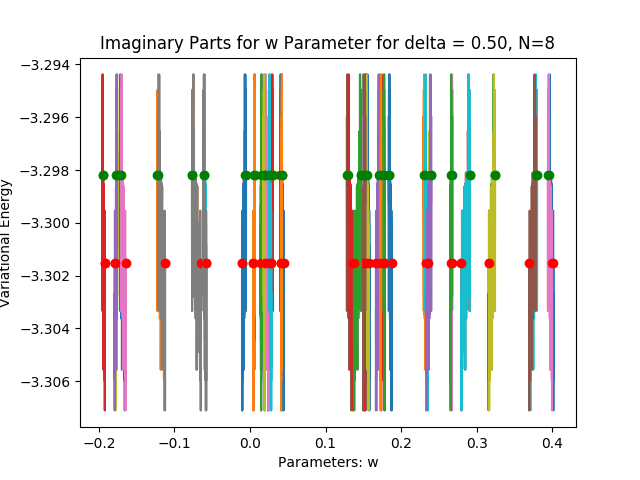 Imaginary Parts for w Parameter for delta = 0.50, N=8
Variational Energy
−3.294
−3.296
−3.298
−3.300
−3.302
−3.304
−3.306
−0.2 −0.1 0.0 0.1 0.2 0.3 0.4
Parameters: w